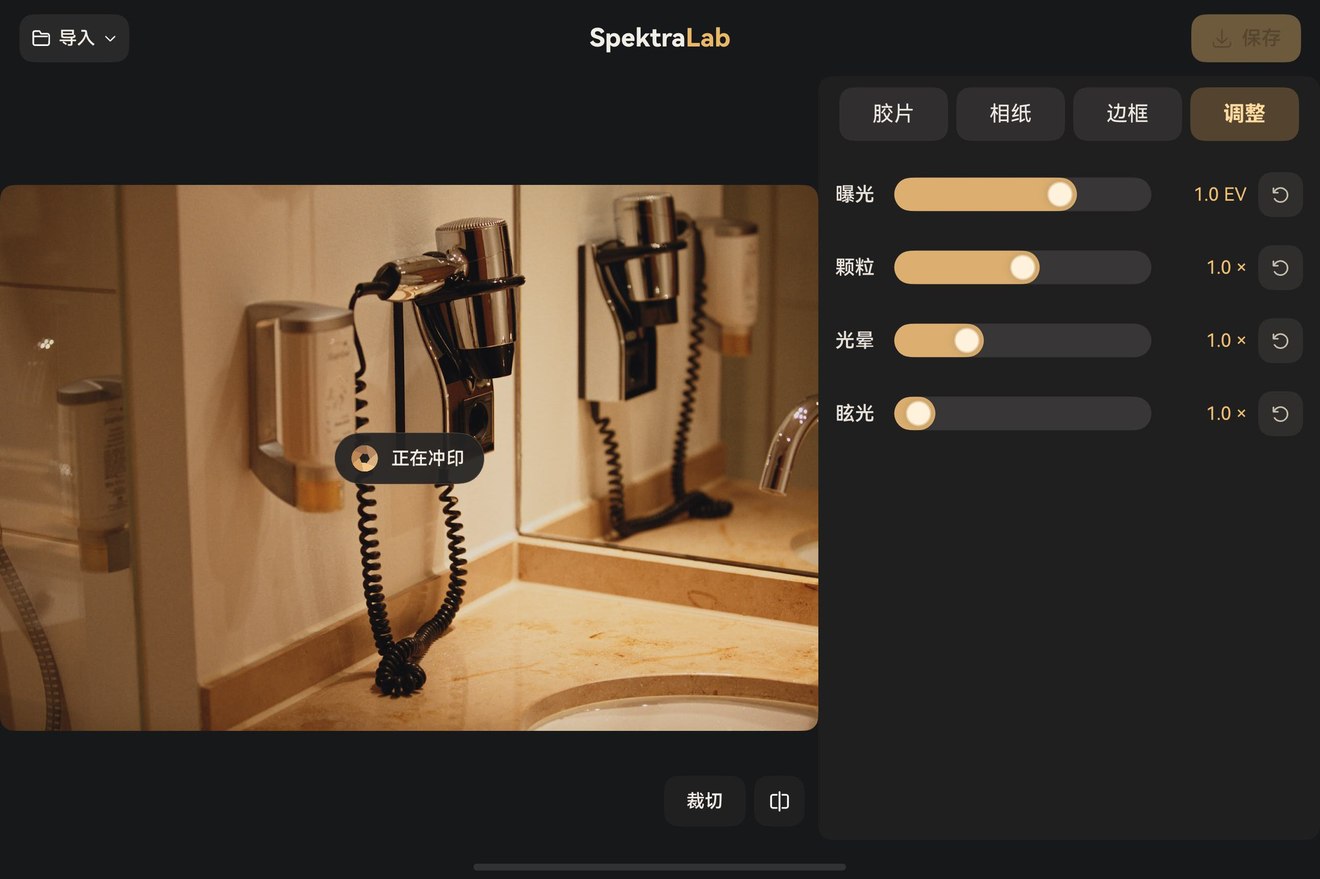 导入
SpektraLab
保存
胶片
相纸
边框
调整
曝光
1.0 EV
颗粒
1.0 ×
光晕
1.0 ×
眩光
1.0 ×
正在冲印
裁切